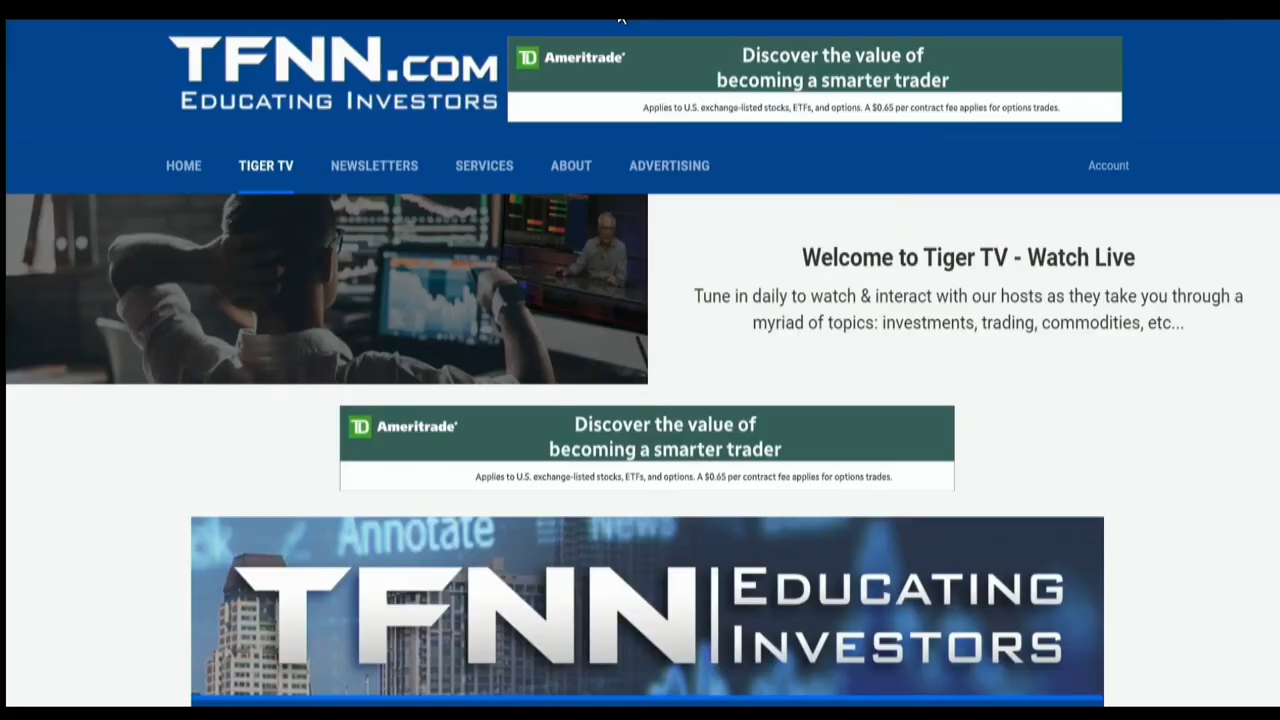 TFNN.COM
EDUCATING INVESTORS
TD Ameritrade
Discover the value of
becoming a smarter trader
Applies to U.S. exchange-listed stocks, ETFs, and options. A $0.65 per contract fee applies for options trades.
HOME TIGER TV NEWSLETTERS SERVICES ABOUT ADVERTISING Account
Welcome to Tiger TV - Watch Live
Tune in daily to watch & interact with our hosts as they take you through a
myriad of topics: investments, trading, commodities, etc...
TD Ameritrade
Discover the value of
becoming a smarter trader
Applies to U.S. exchange-listed stocks, ETFs, and options. A $0.65 per contract fee applies for options trades.
Annotate News
TFNN EDUCATING
INVESTORS